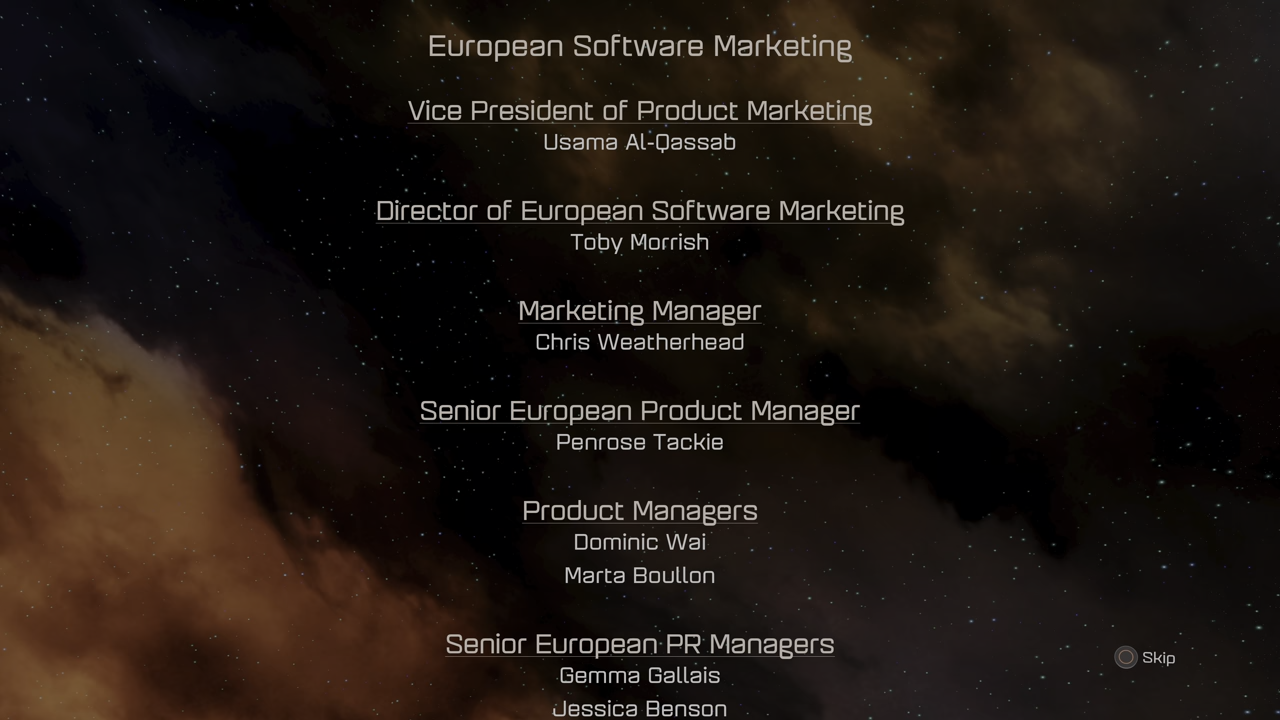 European Software Marketing
Vice President of Product Marketing
Usama Al-Qassab
Director of European Software Marketing
Toby Morrish
Marketing Manager
Chris Weatherhead
Senior European Product Manager
Penrose Tackie
Product Managers
Dominic Wai
Marta Boullon
Senior European PR Managers
Gemma Gallais
Skip
Jessica Benson